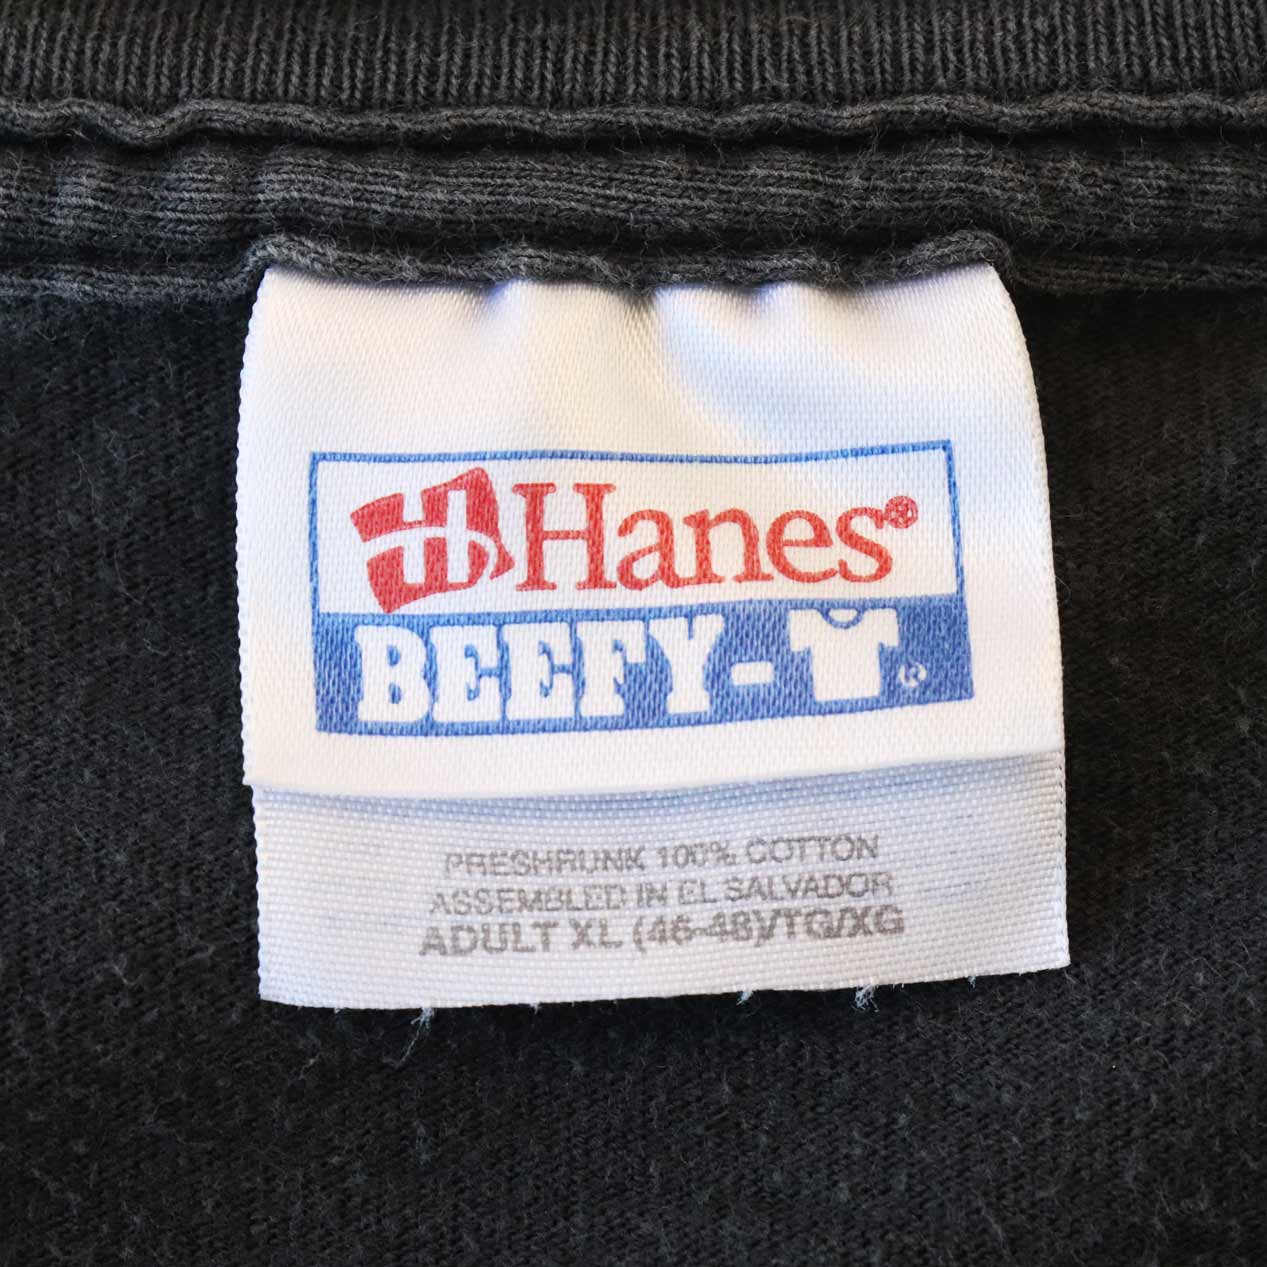 Hanes®
BEEFY-T®
PRESHRUNK 100% COTTON
ASSEMBLED IN EL SALVADOR
ADULT XL (46-48)/TG/XG